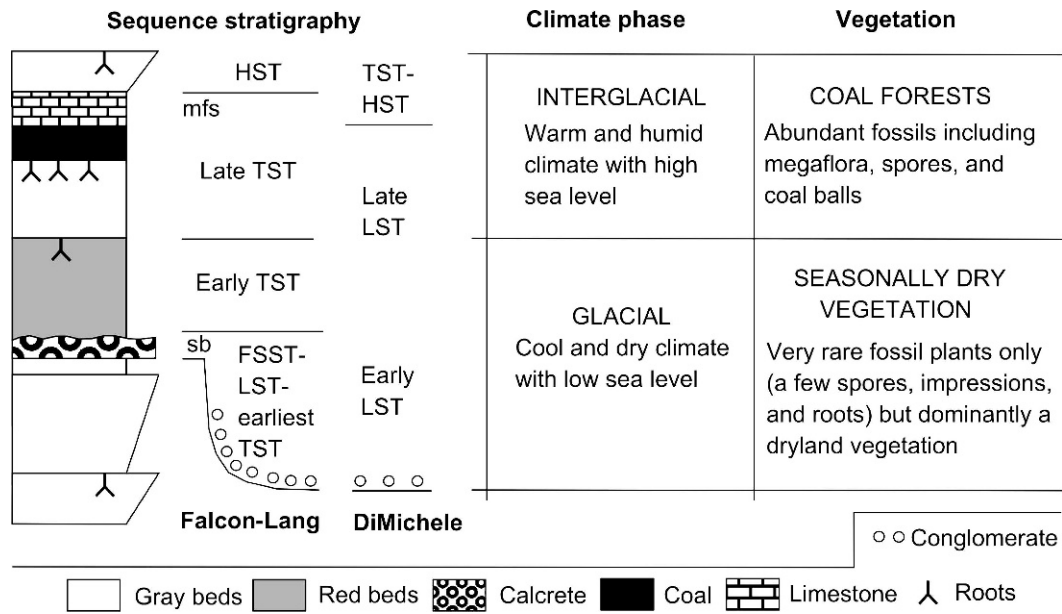 Sequence stratigraphy
Climate phase
Vegetation
HST
TST-
HST
mfs
Late TST
Late
LST
Early TST
sb
FSST-
LST-
earliest
TST
Early
LST
Falcon-Lang
DiMichele
INTERGLACIAL
Warm and humid
climate with high
sea level
COAL FORESTS
Abundant fossils including
megaflora, spores, and
coal balls
GLACIAL
Cool and dry climate
with low sea level
SEASONALLY DRY
VEGETATION
Very rare fossil plants only
(a few spores, impressions,
and roots) but dominantly a
dryland vegetation
Conglomerate
Gray beds
Red beds
Calcrete
Coal
Limestone
Roots